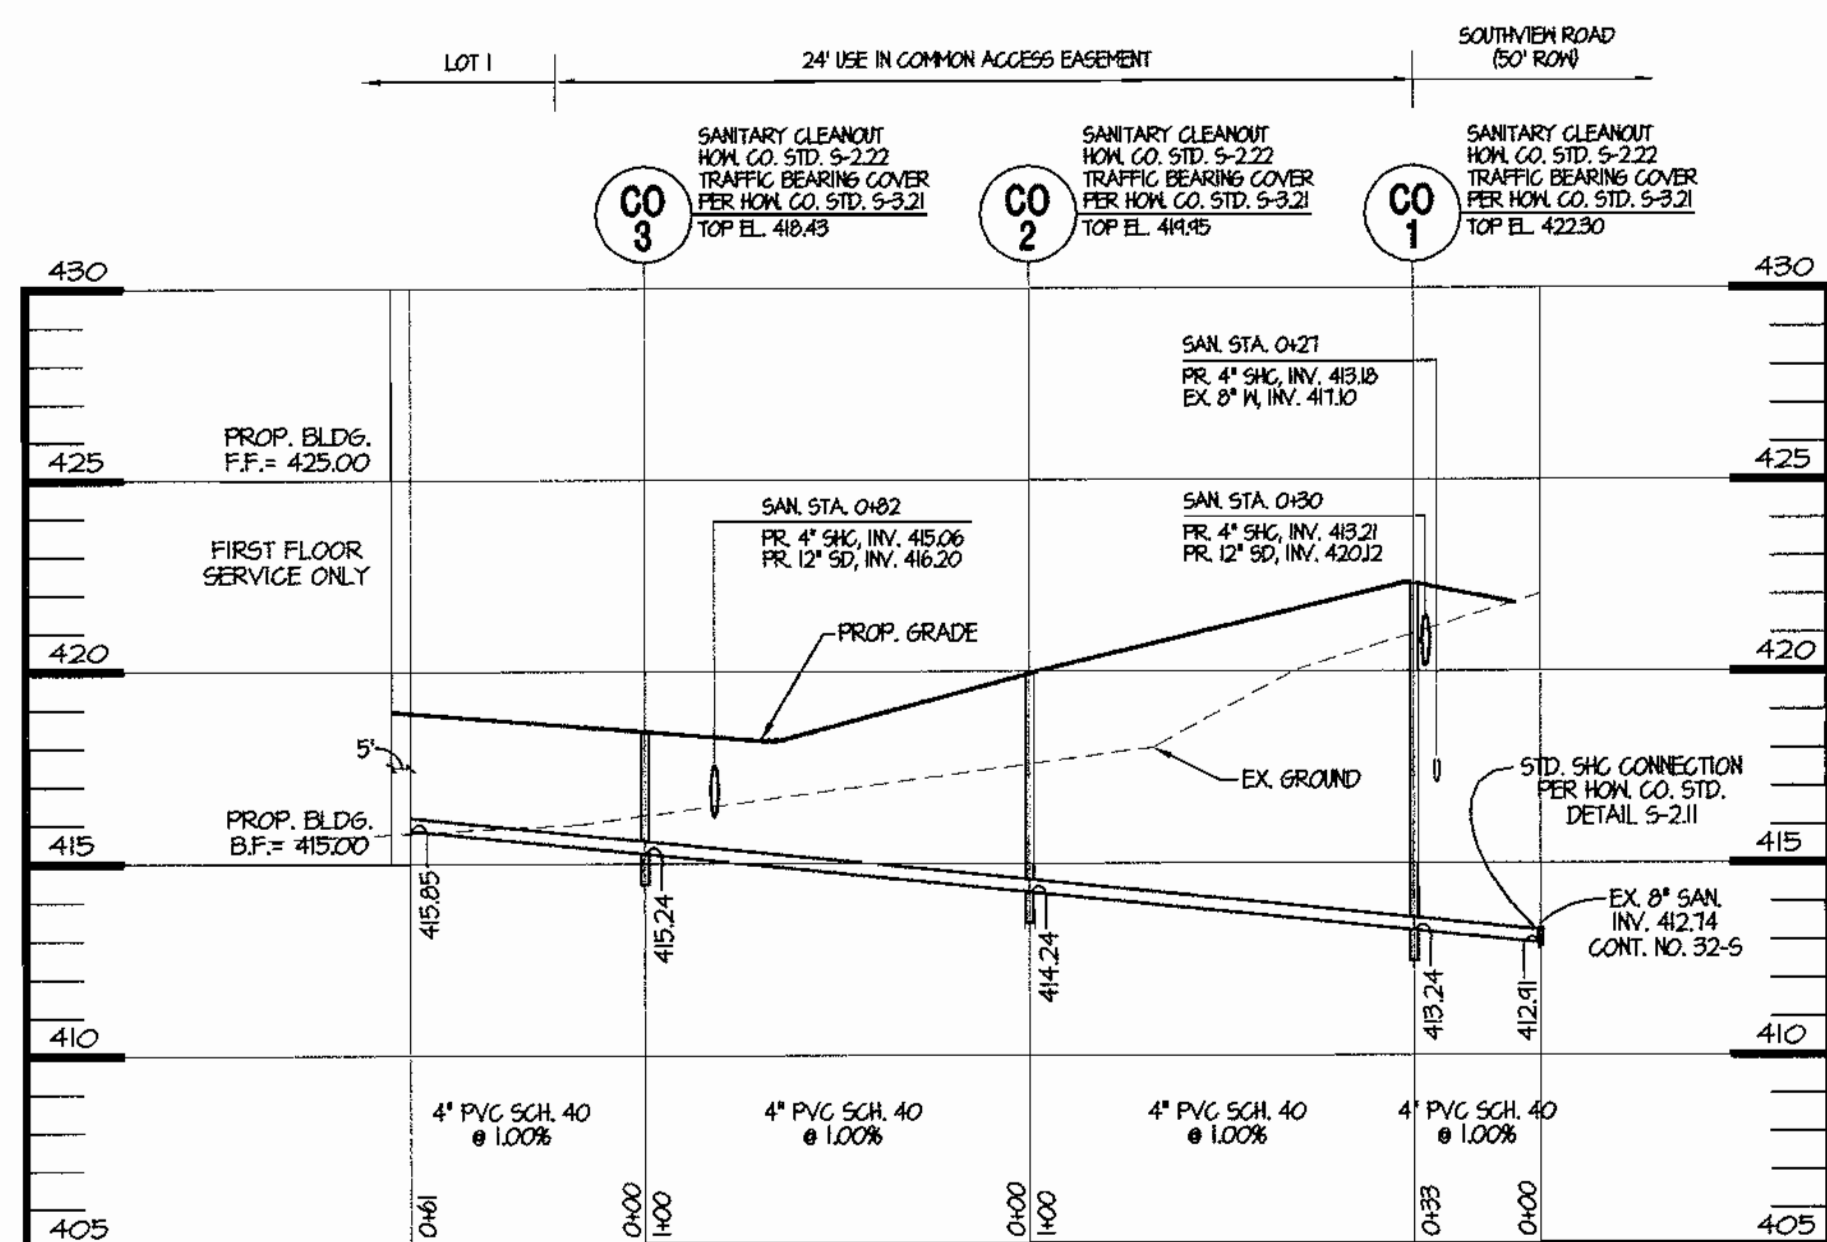 LOT 1
24' USE IN COMMON ACCESS EASEMENT
SOUTHVIEW ROAD
(50' ROW)
CO
3
SANITARY CLEANOUT
HOW. CO. STD. S-2.22
TRAFFIC BEARING COVER
PER HOW. CO. STD. S-3.21
TOP EL. 418.43
CO
2
SANITARY CLEANOUT
HOW. CO. STD. S-2.22
TRAFFIC BEARING COVER
PER HOW. CO. STD. S-3.21
TOP EL. 419.95
CO
1
SANITARY CLEANOUT
HOW. CO. STD. S-2.22
TRAFFIC BEARING COVER
PER HOW. CO. STD. S-3.21
TOP EL. 422.30
430
430
SAN. STA. 0+27
PR. 4" SHC, INV. 413.18
EX. 8" W, INV. 417.10
PROP. BLDG.
F.F.= 425.00
425
425
FIRST FLOOR
SERVICE ONLY
SAN. STA. 0+82
PR. 4" SHC, INV. 415.06
PR. 12" SD, INV. 416.20
SAN. STA. 0+30
PR. 4" SHC, INV. 413.21
PR. 12" SD, INV. 420.12
PROP. GRADE
420
420
5'
EX. GROUND
STD. SHC CONNECTION
PER HOW. CO. STD.
DETAIL S-2.11
PROP. BLDG.
B.F.= 415.00
415
415
415.85
415.24
414.24
413.24
412.91
EX. 8" SAN.
INV. 412.74
CONT. NO. 32-S
410
410
4" PVC SCH. 40
@ 1.00%
4" PVC SCH. 40
@ 1.00%
4" PVC SCH. 40
@ 1.00%
4" PVC SCH. 40
@ 1.00%
405
0+61
0+00
1+00
0+00
1+00
0+33
0+00
405